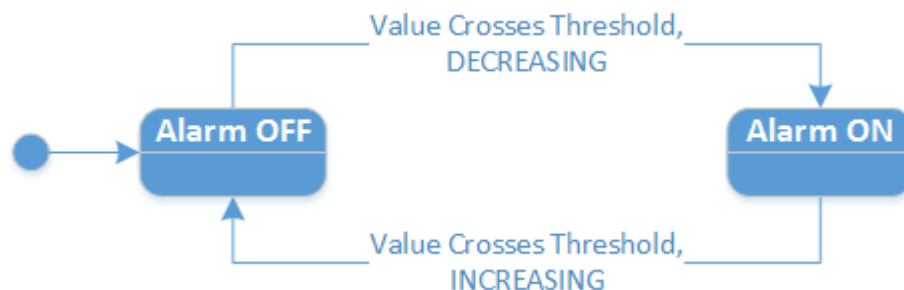 Value Crosses Threshold,
DECREASING
Alarm OFF
Alarm ON
Value Crosses Threshold,
INCREASING